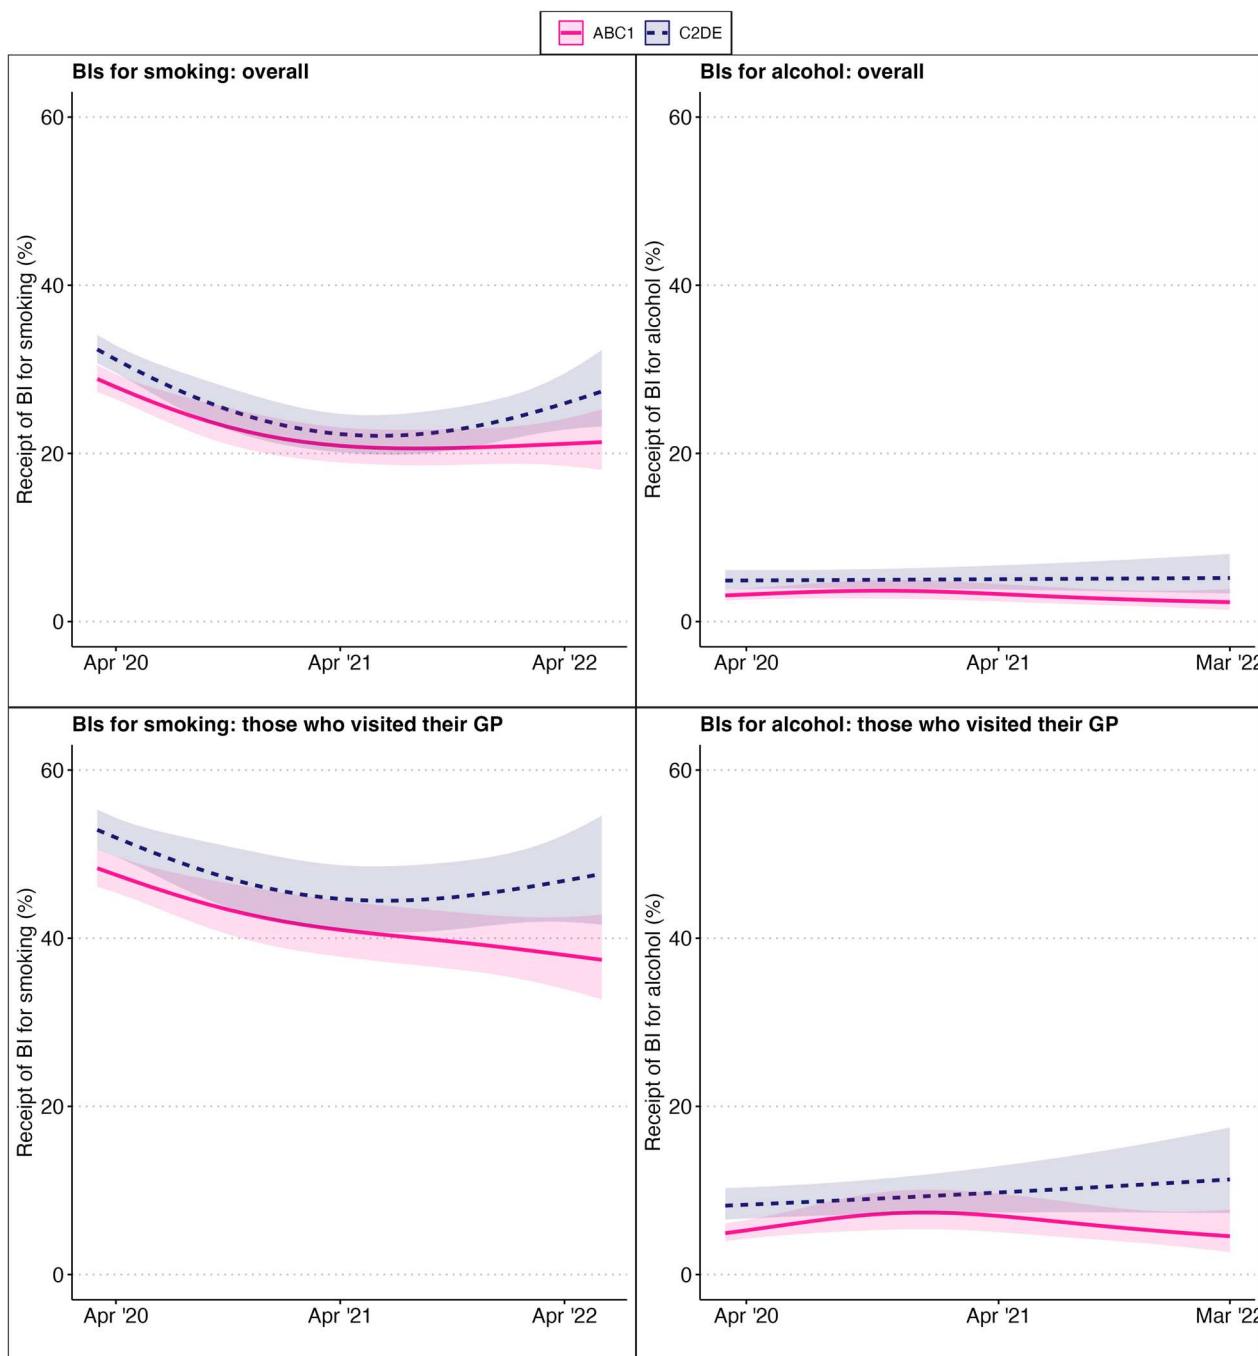 ABC1 C2DE
BIs for smoking: overall
Receipt of BI for smoking (%)
60
40
20
0
Apr '20 Apr '21 Apr '22
BIs for alcohol: overall
Receipt of BI for alcohol (%)
60
40
20
0
Apr '20 Apr '21 Mar '22
BIs for smoking: those who visited their GP
Receipt of BI for smoking (%)
60
40
20
0
Apr '20 Apr '21 Apr '22
BIs for alcohol: those who visited their GP
Receipt of BI for alcohol (%)
60
40
20
0
Apr '20 Apr '21 Mar '22